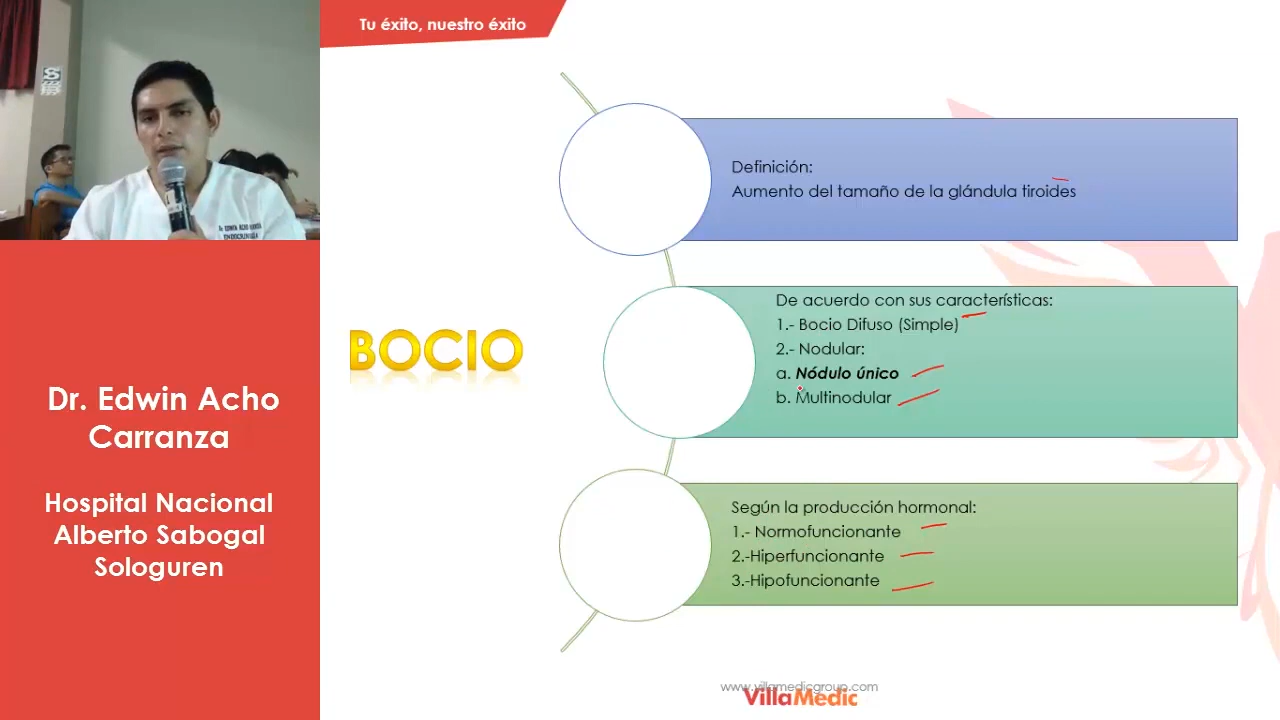 Tu éxito, nuestro éxito
Definición:
Aumento del tamaño de la glándula tiroides
De acuerdo con sus características:
1.- Bocio Difuso (Simple)
2.- Nodular:
a. Nódulo único
b. Multinodular
BOCIO
Según la producción hormonal:
1.- Normofuncionante
2.-Hiperfuncionante
3.-Hipofuncionante
Dr. Edwin Acho
Carranza
Hospital Nacional
Alberto Sabogal
Sologuren
www.villamedicgroup.com
VillaMedic